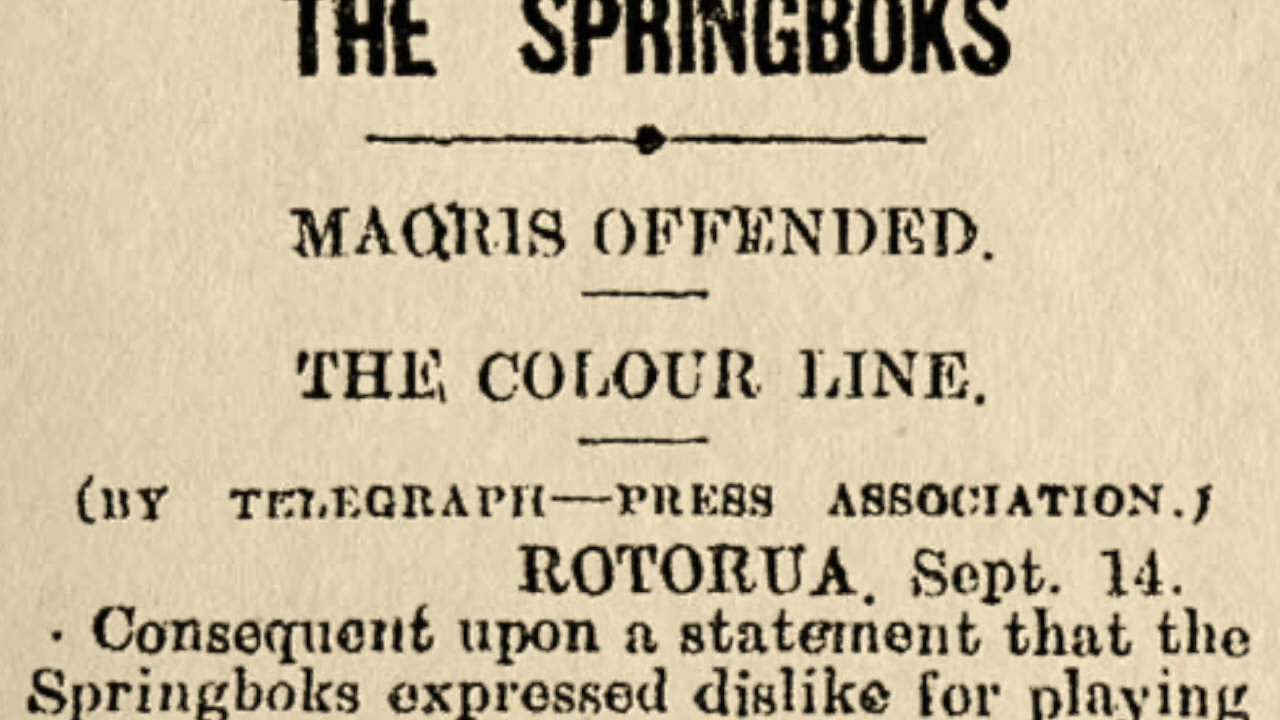 THE SPRINGBOKS
MAORIS OFFENDED.
THE COLOUR LINE.
(BY TELEGRAPH—PRESS ASSOCIATION.)
ROTORUA, Sept. 14.
Consequent upon a statement that the
Springboks expressed dislike for playing